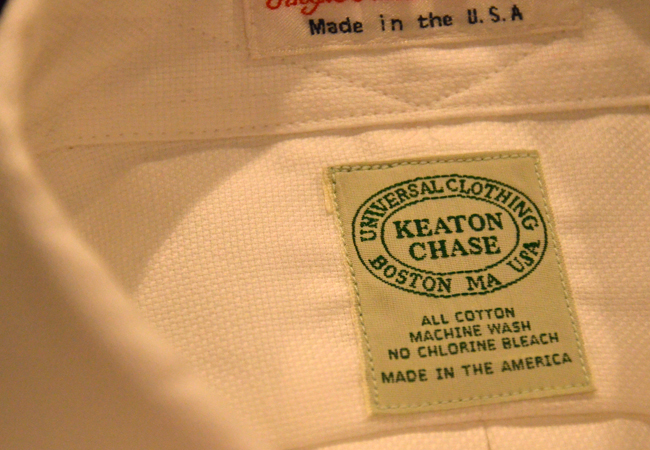 Made in the U.S.A
UNIVERSAL CLOTHING
KEATON
CHASE
BOSTON MA USA
ALL COTTON
MACHINE WASH
NO CHLORINE BLEACH
MADE IN THE AMERICA